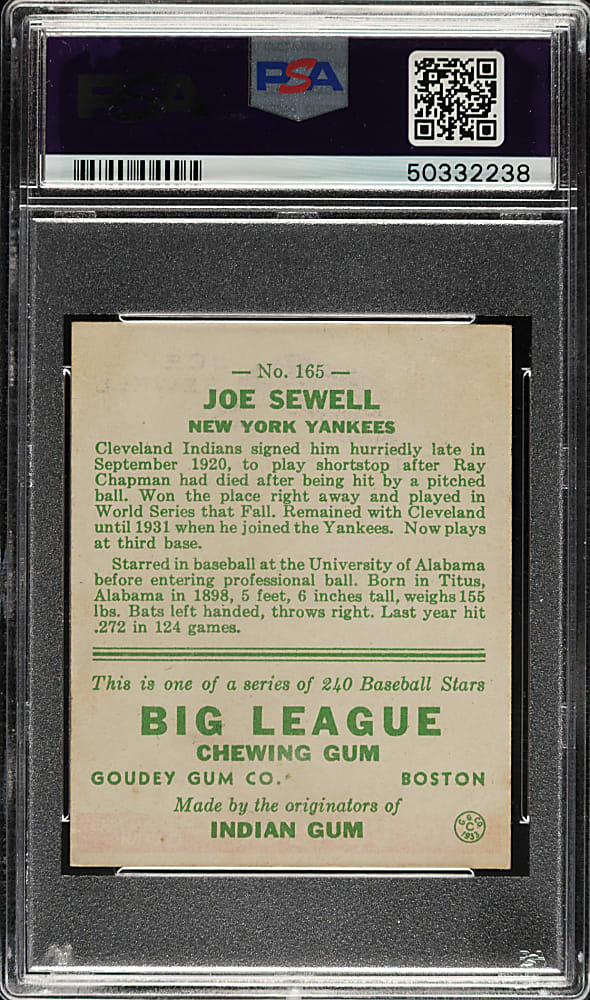 PSA
PSA
50332238
— No. 165 —
JOE SEWELL
NEW YORK YANKEES
Cleveland Indians signed him hurriedly late in
September 1920, to play shortstop after Ray
Chapman had died after being hit by a pitched
ball. Won the place right away and played in
World Series that Fall. Remained with Cleveland
until 1931 when he joined the Yankees. Now plays
at third base.
Starred in baseball at the University of Alabama
before entering professional ball. Born in Titus,
Alabama in 1898, 5 feet, 6 inches tall, weighs 155
lbs. Bats left handed, throws right. Last year hit
.272 in 124 games.
This is one of a series of 240 Baseball Stars
BIG LEAGUE
CHEWING GUM
GOUDEY GUM CO. BOSTON
Made by the originators of
INDIAN GUM
G. G. CO.
C
1933